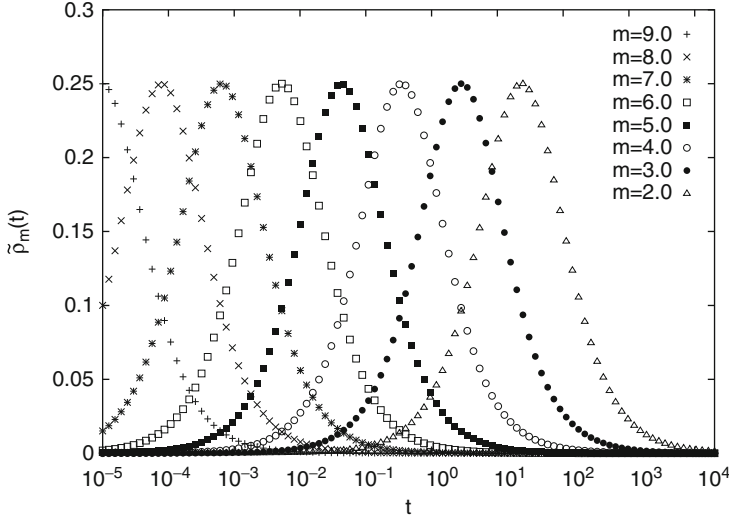 0.3
0.25
0.2
0.15
0.1
0.05
0
ρ̃m(t)
m=9.0
m=8.0
m=7.0
m=6.0
m=5.0
m=4.0
m=3.0
m=2.0
10⁻⁵ 10⁻⁴ 10⁻³ 10⁻² 10⁻¹ 10⁰ 10¹ 10² 10³ 10⁴
t